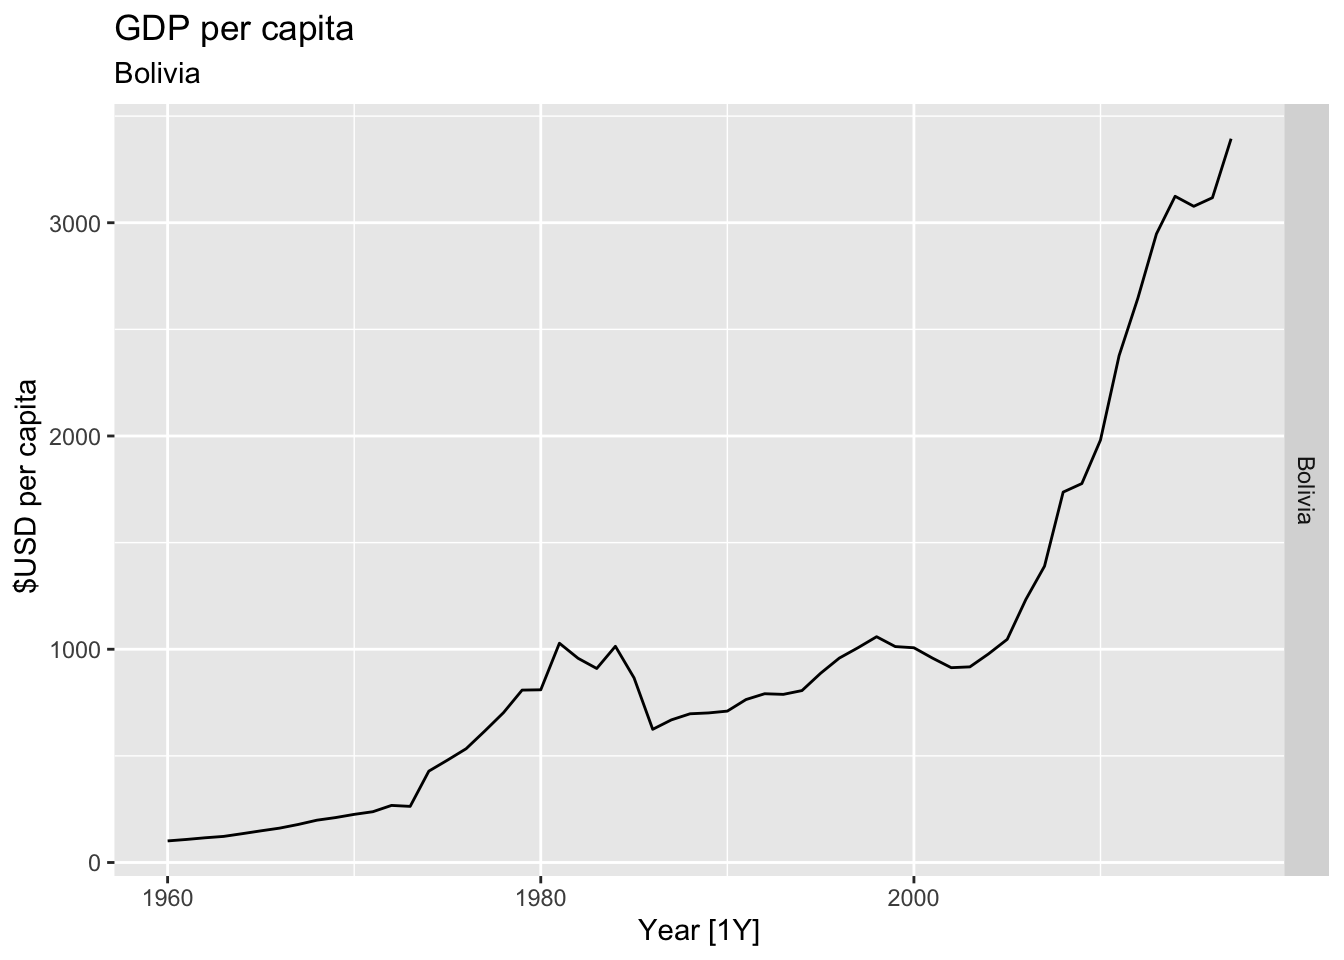 GDP per capita
Bolivia
3000
2000
1000
0
$USD per capita
1960
1980
2000
Year [1Y]
Bolivia